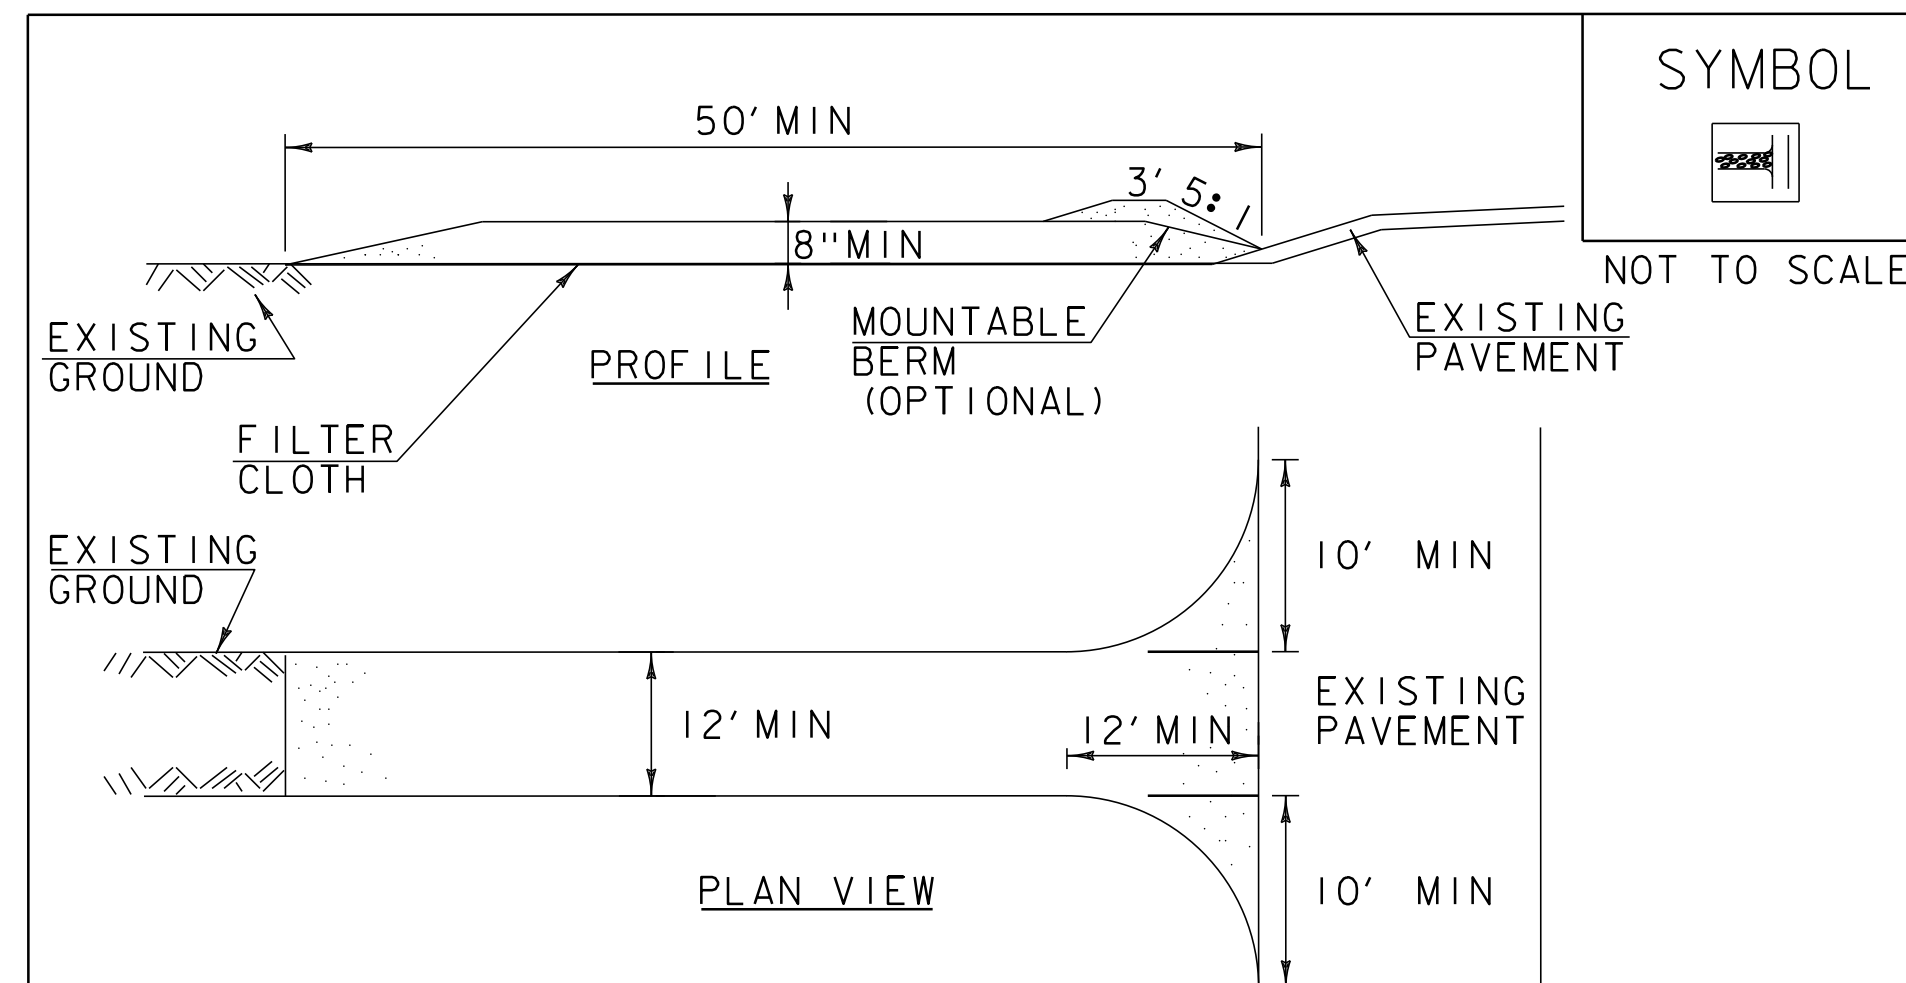 SYMBOL
50' MIN
3' 5:1
8" MIN
NOT TO SCALE
EXISTING
GROUND
PROFILE
MOUNTABLE
BERM
(OPTIONAL)
EXISTING
PAVEMENT
FILTER
CLOTH
EXISTING
GROUND
10' MIN
12' MIN
12' MIN
EXISTING
PAVEMENT
PLAN VIEW
10' MIN